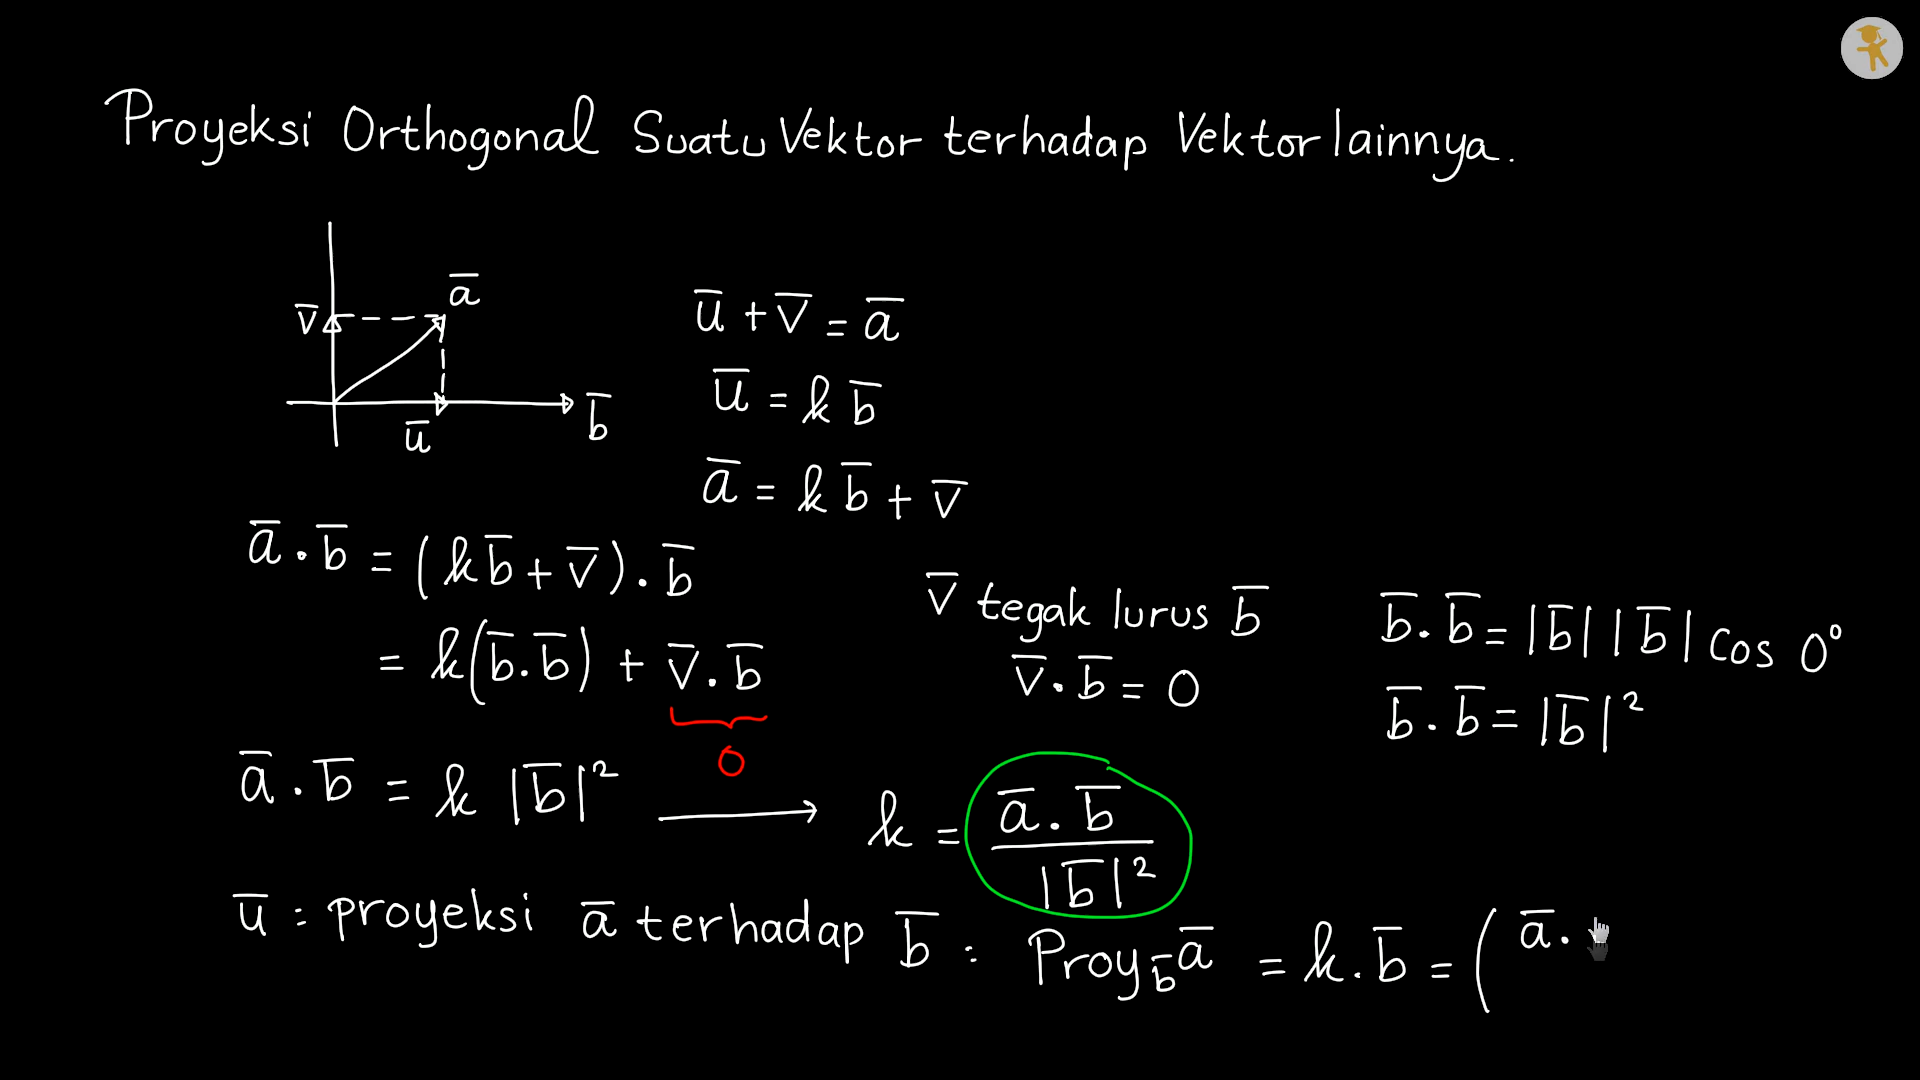 Proyeksi Orthogonal Suatu Vektor terhadap Vektor lainnya.
v̅
a̅
u̅
b̅
u̅ + v̅ = a̅
u̅ = k b̅
a̅ = k b̅ + v̅
a̅ . b̅ = (k b̅ + v̅) . b̅
= k(b̅ . b̅) + v̅ . b̅
0
v̅ tegak lurus b̅
v̅ . b̅ = 0
b̅ . b̅ = |b̅| |b̅| cos 0°
b̅ . b̅ = |b̅|²
a̅ . b̅ = k |b̅|² ⟶ k = a̅ . b̅ / |b̅|²
u̅ : proyeksi a̅ terhadap b̅ : Proy_b̅ a̅ = k . b̅ = ( a̅ .